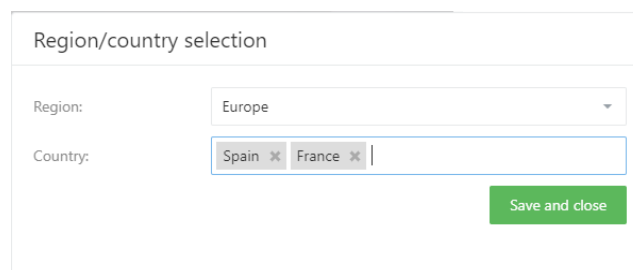 Region/country selection
Region: Europe
Country: Spain × France ×
Save and close